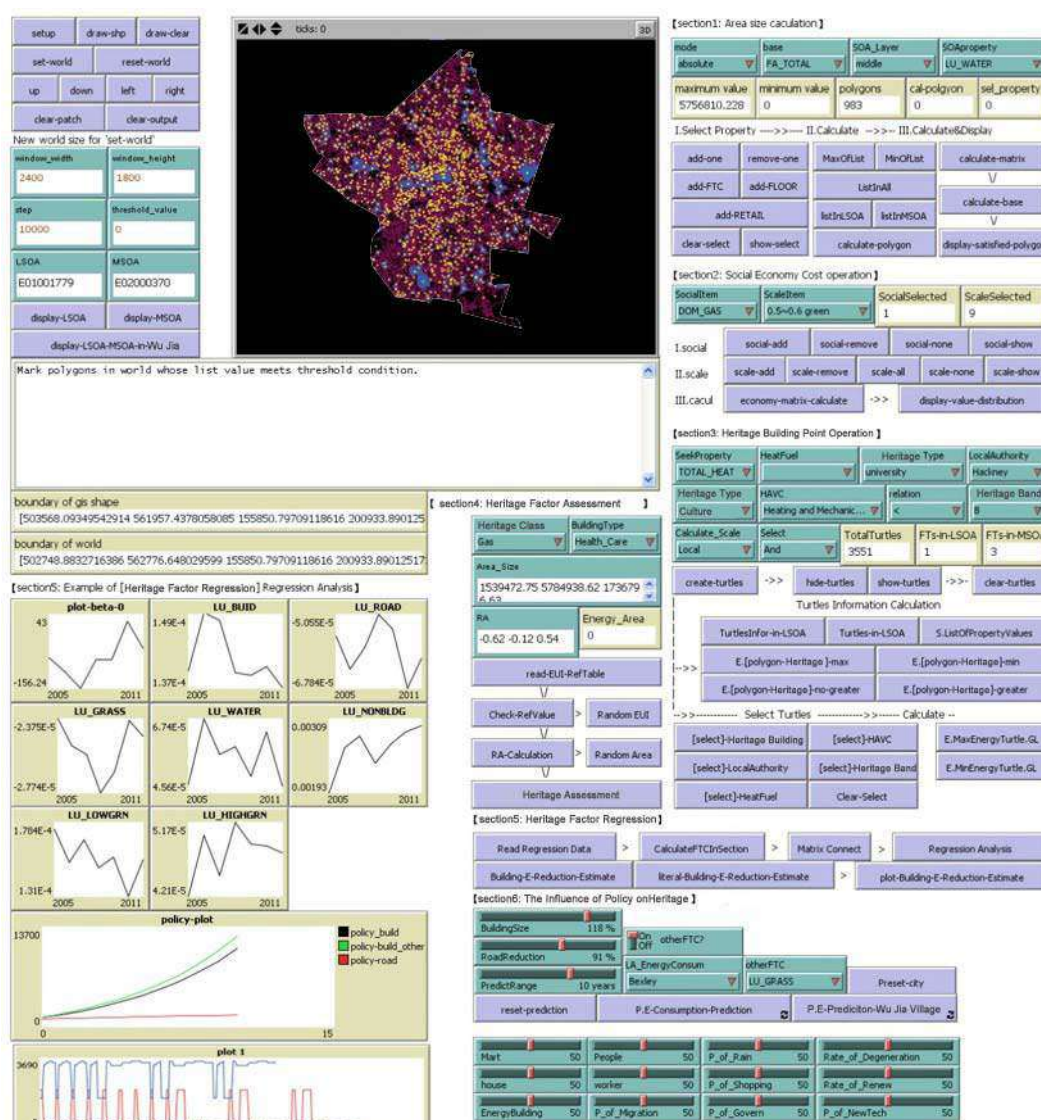 setup draw-shp draw-clear
set-world reset-world
up down left right
clear-patch clear-output
New world size for 'set-world'
window_width window_height
2400 1800
step threshold_value
10000 0
LSOA MSOA
E01001779 E02000370
display-LSOA display-MSOA
display-LSOA-MSOA-in-Wu Jia
ticks: 0 3D
Mark polygons in world whose list value meets threshold condition.
boundary of gis shape
[503568.09349542914 561957.4378058085 155850.79709118616 200933.890125
boundary of world
[502748.8832716386 562776.648029599 155850.79709118616 200933.89012517
【section1: Area size caculation】
mode base SOA_Layer SOAproperty
absolute FA_TOTAL middle LU_WATER
maximum value minimum value polygons cal-polgyon sel_property
5756810.228 0 983 0 0
I.Select Property ---->>---- II.Calculate -->>-- III.Calculate&Display
add-one remove-one MaxOfList MinOfList calculate-matrix
\/
add-FTC add-FLOOR ListInAll calculate-base
add-RETAIL listInLSOA listInMSOA
\/
clear-select show-select calculate-polygon display-satisfied-polygo
【section2: Social Economy Cost operation】
SocialItem ScaleItem SocialSelected ScaleSelected
DOM_GAS 0.5~0.6 green 1 9
I.social social-add social-remove social-none social-show
II.scale scale-add scale-remove scale-all scale-none scale-show
III.cacul economy-matrix-calculate ->> display-value-distribution
【section3: Heritage Building Point Operation 】
SeekProperty HeatFuel Heritage Type LocalAuthority
TOTAL_HEAT university Hackney
Heritage Type HAVC relation Heritage Band
Culture Heating and Mechanic... < B
Calculate_Scale Select TotalTurtles FTs-in-LSOA FTs-in-MSO
Local And 3551 1 3
create-turtles ->> hide-turtles show-turtles ->>- clear-turtles
Turtles Information Calculation
TurtlesInfor-in-LSOA Turtles-in-LSOA S.ListOfPropertyValues
|-->> E.[polygon-Heritage ]-max E.[polygon-Heritage]-min
E.[polygon-Heritage]-no-greater E.[polygon-Heritage]-greater
-->>------------ Select Turtles ------------->>------ Calculate --
[select]-Horitage Building [select]-HAVC E.MaxEnergyTurtle.GL
[select]-LocalAuthority [select]-Horitago Band E.MinEnergyTurtle.GL
[select]-HeatFuel Clear-Select
【 section4: Heritage Factor Assessment 】
Heritage Class BuildingType
Gas Health_Care
Area_Size
1539472.75 5784938.62 173679
6.63
RA Energy_Area
-0.62 -0.12 0.54 0
read-EUI-RefTable
\/
Check-RefValue > Random EUI
\/
RA-Calculation > Random Area
\/
Heritage Assessment
【section5: Example of [Heritage Factor Regression] Regression Analysis】
plot-beta-0
43
-156.24
2005 2011
LU_BUID
1.49E-4
1.37E-4
2005 2011
LU_ROAD
-5.055E-5
-6.784E-5
2005 2011
LU_GRASS
-2.375E-5
-2.774E-5
2005 2011
LU_WATER
6.74E-5
4.56E-5
2005 2011
LU_NONBLDG
0.00309
0.00193
2005 2011
LU_LOWGRN
1.784E-4
1.31E-4
2005 2011
LU_HIGHGRN
5.17E-5
4.21E-5
2005 2011
policy-plot
13700
0
0 15
policy_build
policy-build_other
policy-road
plot 1
3690
【section5: Heritage Factor Regression】
Read Regression Data > CalculateFTCInSection > Matrix Connect > Regression Analysis
Building-E-Reduction-Estimate literal-Building-E-Reduction-Estimate > plot-Building-E-Reduction-Estimate
【section6: The Influence of Policy onHeritage 】
BuildingSize 118 %
RoadReduction 91 %
PredictRange 10 years
On
Off
otherFTC?
LA_EnergyConsum otherFTC
Bexley LU_GRASS
Preset-city
reset-prediction P.E-Consumption-Prediction P.E-Prediciton-Wu Jia Village
Mart 50 People 50 P_of_Rain 50 Rate_of_Degeneration 50
house 50 worker 50 P_of_Shopping 50 Rate_of_Renew 50
EnergyBuilding 50 P_of_Migration 50 P_of_Govern 50 P_of_NewTech 50